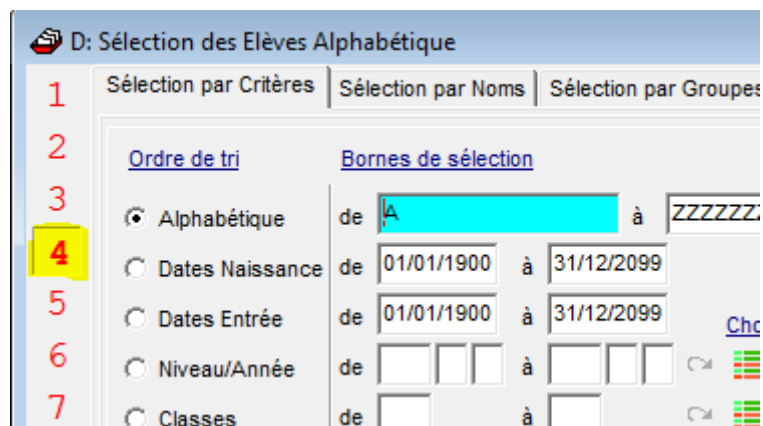 D: Sélection des Elèves Alphabétique
1 Sélection par Critères Sélection par Noms Sélection par Groupes
2 Ordre de tri Bornes de sélection
3 Alphabétique de A à ZZZZZZZ
4 Dates Naissance de 01/01/1900 à 31/12/2099
5 Dates Entrée de 01/01/1900 à 31/12/2099
Cho
6 Niveau/Année de à
7 Classes de à